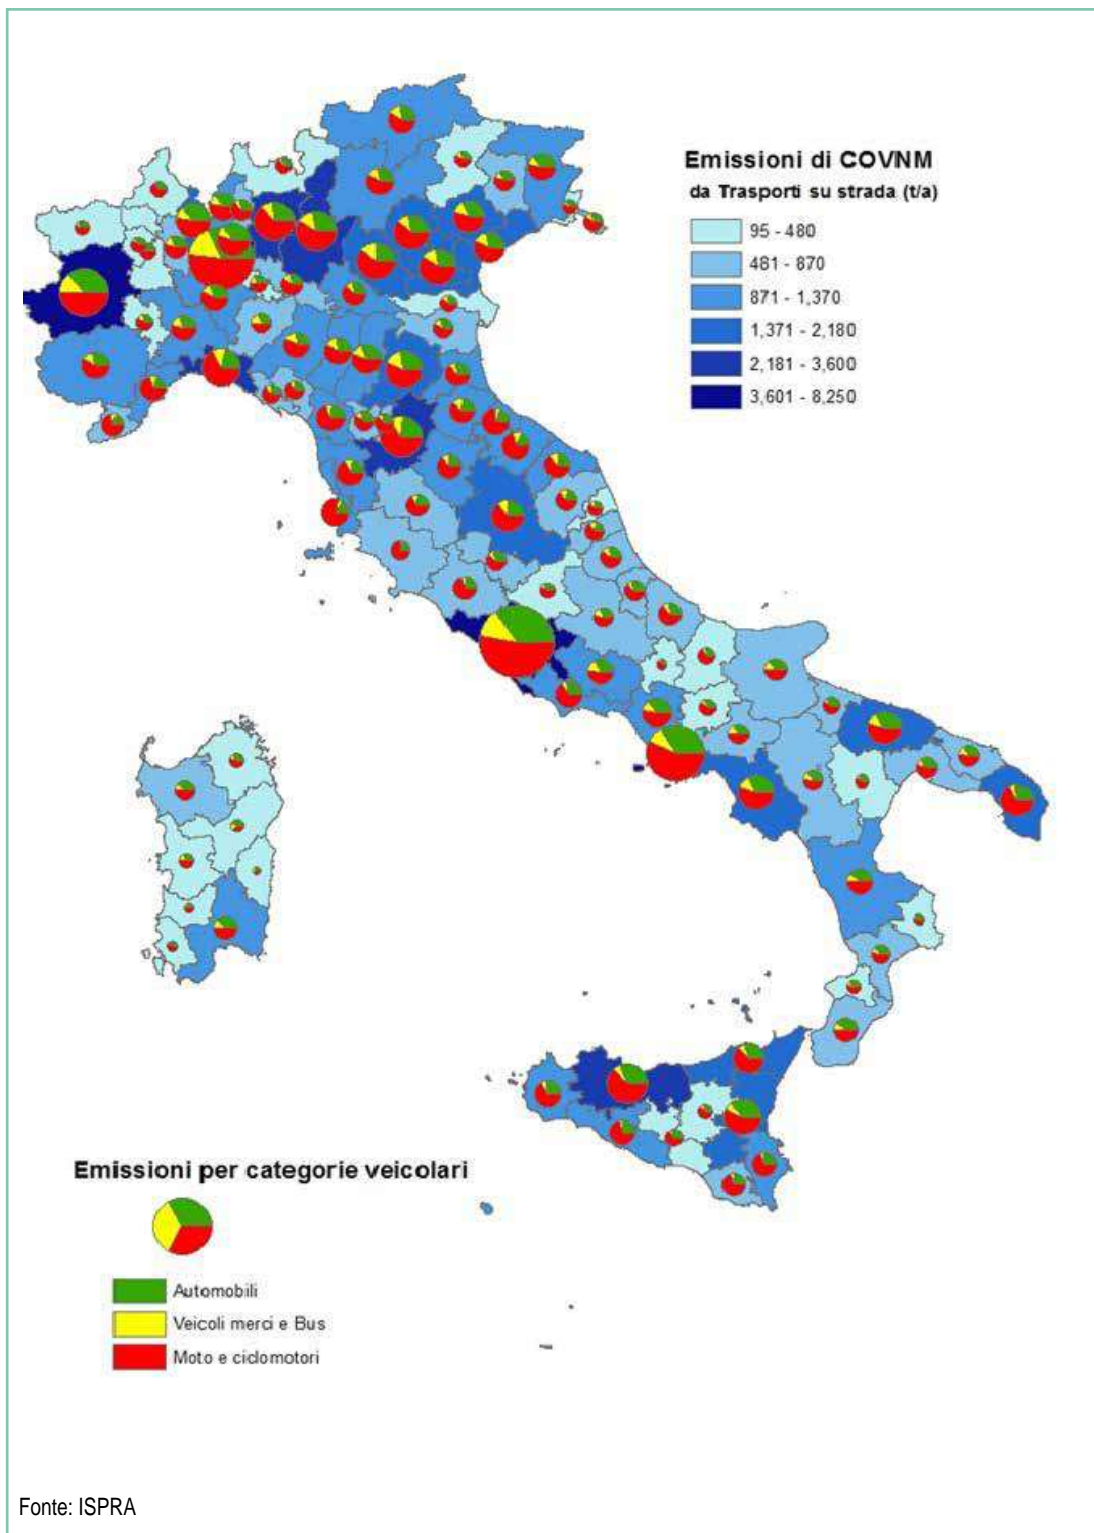 Emissioni di COVNM
da Trasporti su strada (t/a)
95 - 480
481 - 870
871 - 1,370
1,371 - 2,180
2,181 - 3,600
3,601 - 8,250
Emissioni per categorie veicolari
Automobili
Veicoli merci e Bus
Moto e ciclomotori
Fonte: ISPRA